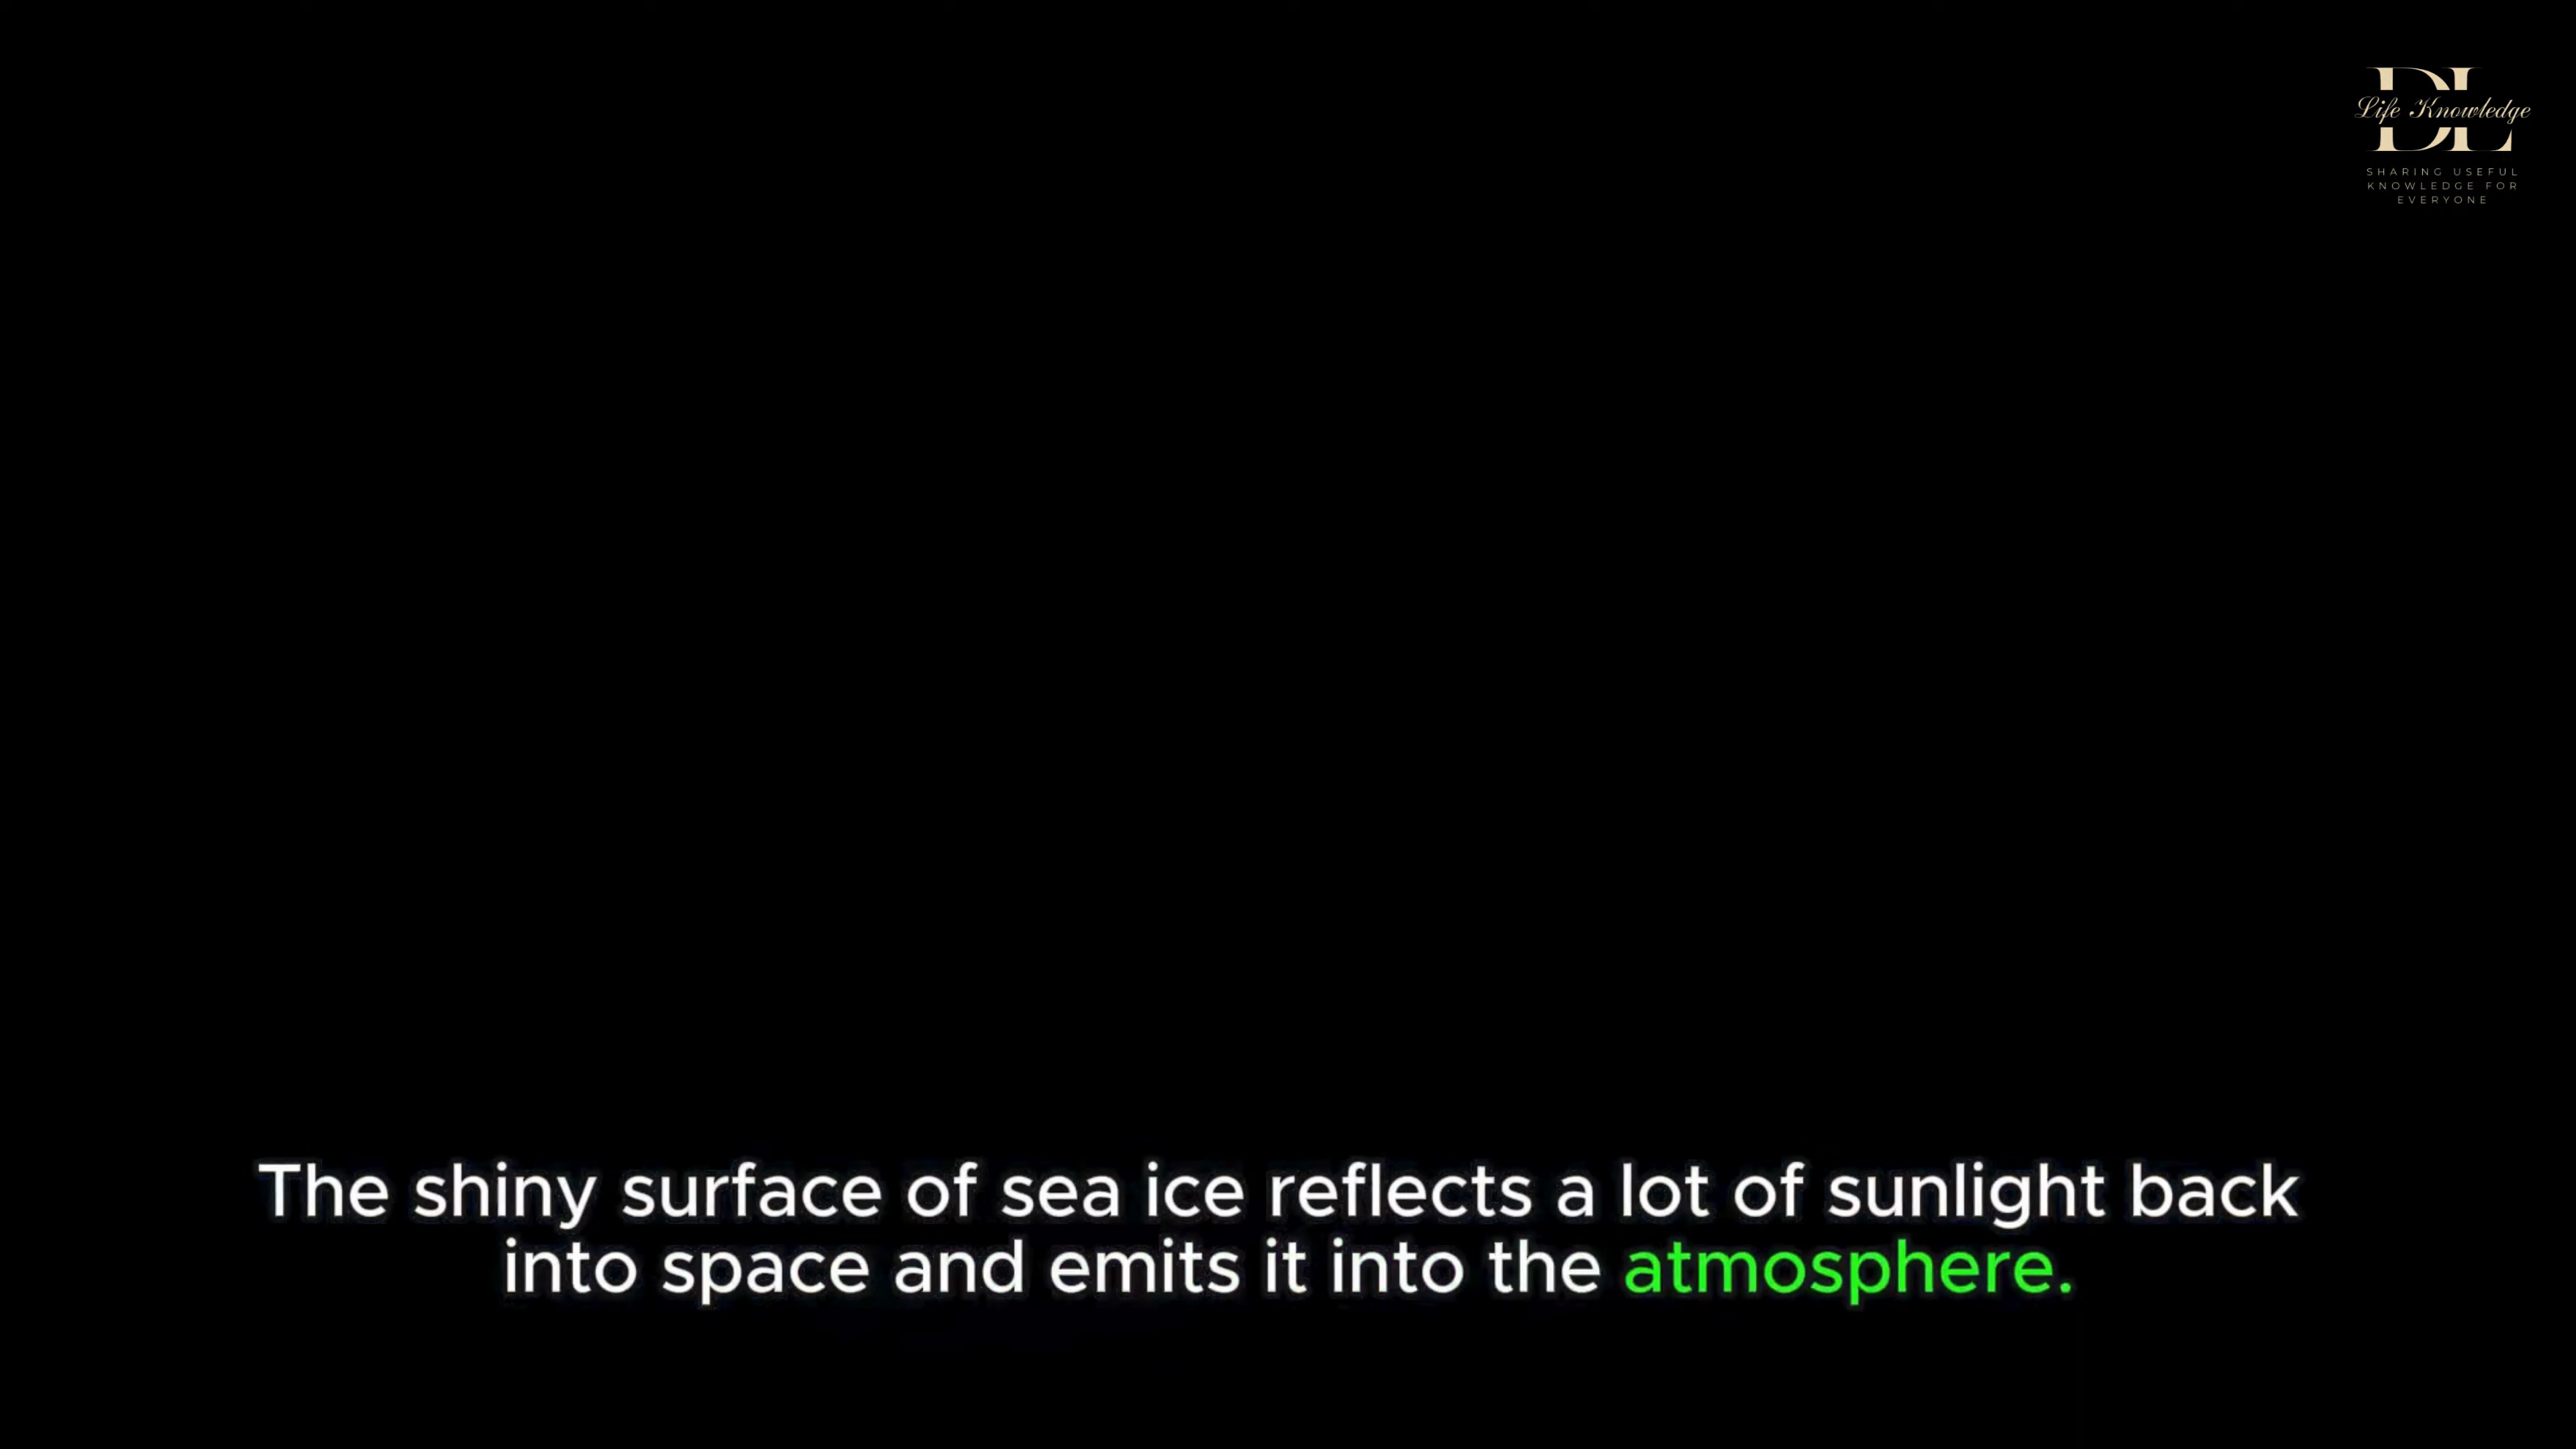 DL
Life Knowledge
SHARING USEFUL
KNOWLEDGE FOR
EVERYONE
The shiny surface of sea ice reflects a lot of sunlight back
into space and emits it into the atmosphere.